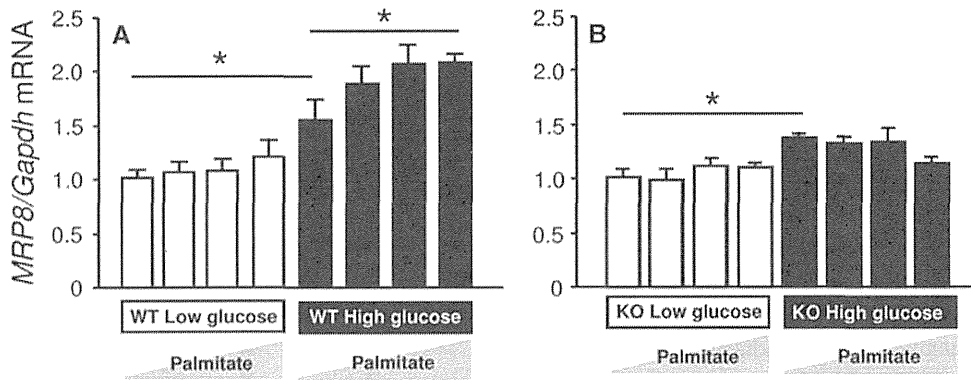 MRP8/Gapdh mRNA
A
2.5
2.0
1.5
1.0
0.5
0
*
*
WT Low glucose
WT High glucose
Palmitate
Palmitate
B
2.5
2.0
1.5
1.0
0.5
0
*
KO Low glucose
KO High glucose
Palmitate
Palmitate